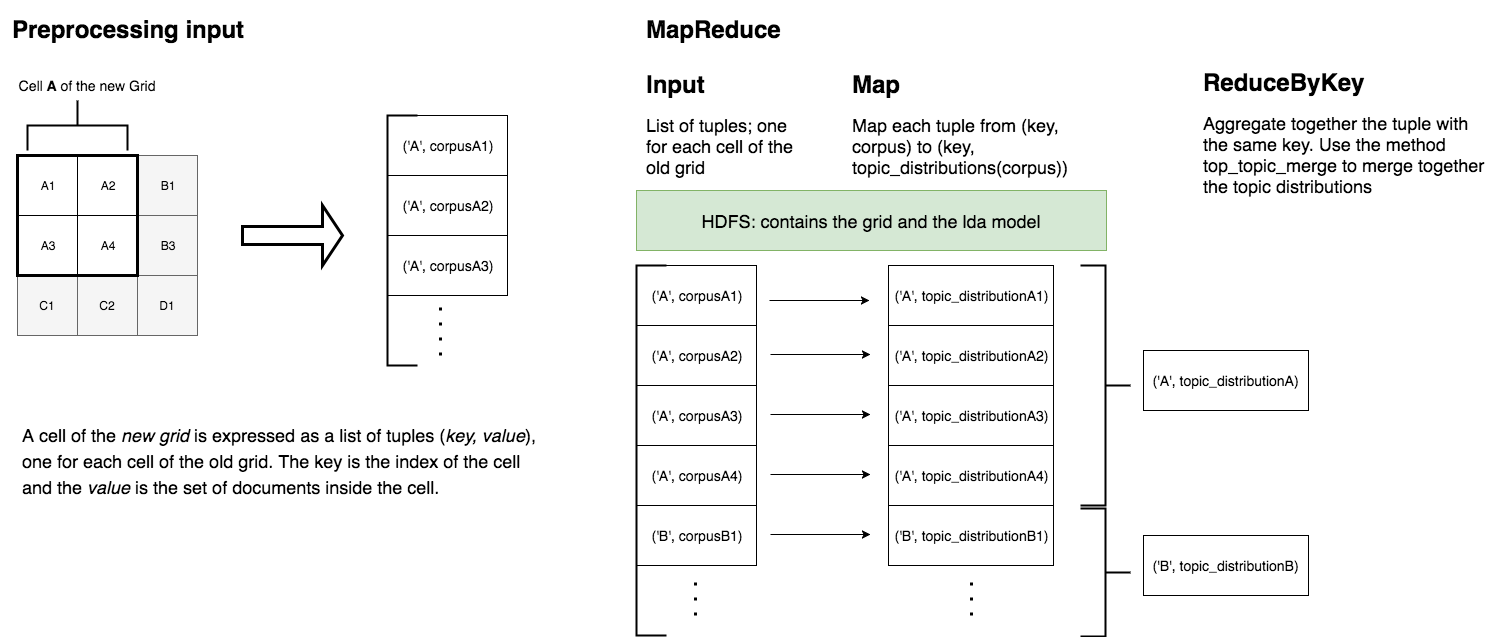 Preprocessing input
Cell A of the new Grid
A1 A2 B1
A3 A4 B3
C1 C2 D1
('A', corpusA1)
('A', corpusA2)
('A', corpusA3)
A cell of the new grid is expressed as a list of tuples (key, value),
one for each cell of the old grid. The key is the index of the cell
and the value is the set of documents inside the cell.
MapReduce
Input
List of tuples; one
for each cell of the
old grid
Map
Map each tuple from (key,
corpus) to (key,
topic_distributions(corpus))
ReduceByKey
Aggregate together the tuple with
the same key. Use the method
top_topic_merge to merge together
the topic distributions
HDFS: contains the grid and the lda model
('A', corpusA1)
('A', corpusA2)
('A', corpusA3)
('A', corpusA4)
('B', corpusB1)
('A', topic_distributionA1)
('A', topic_distributionA2)
('A', topic_distributionA3)
('A', topic_distributionA4)
('B', topic_distributionB1)
('A', topic_distributionA)
('B', topic_distributionB)